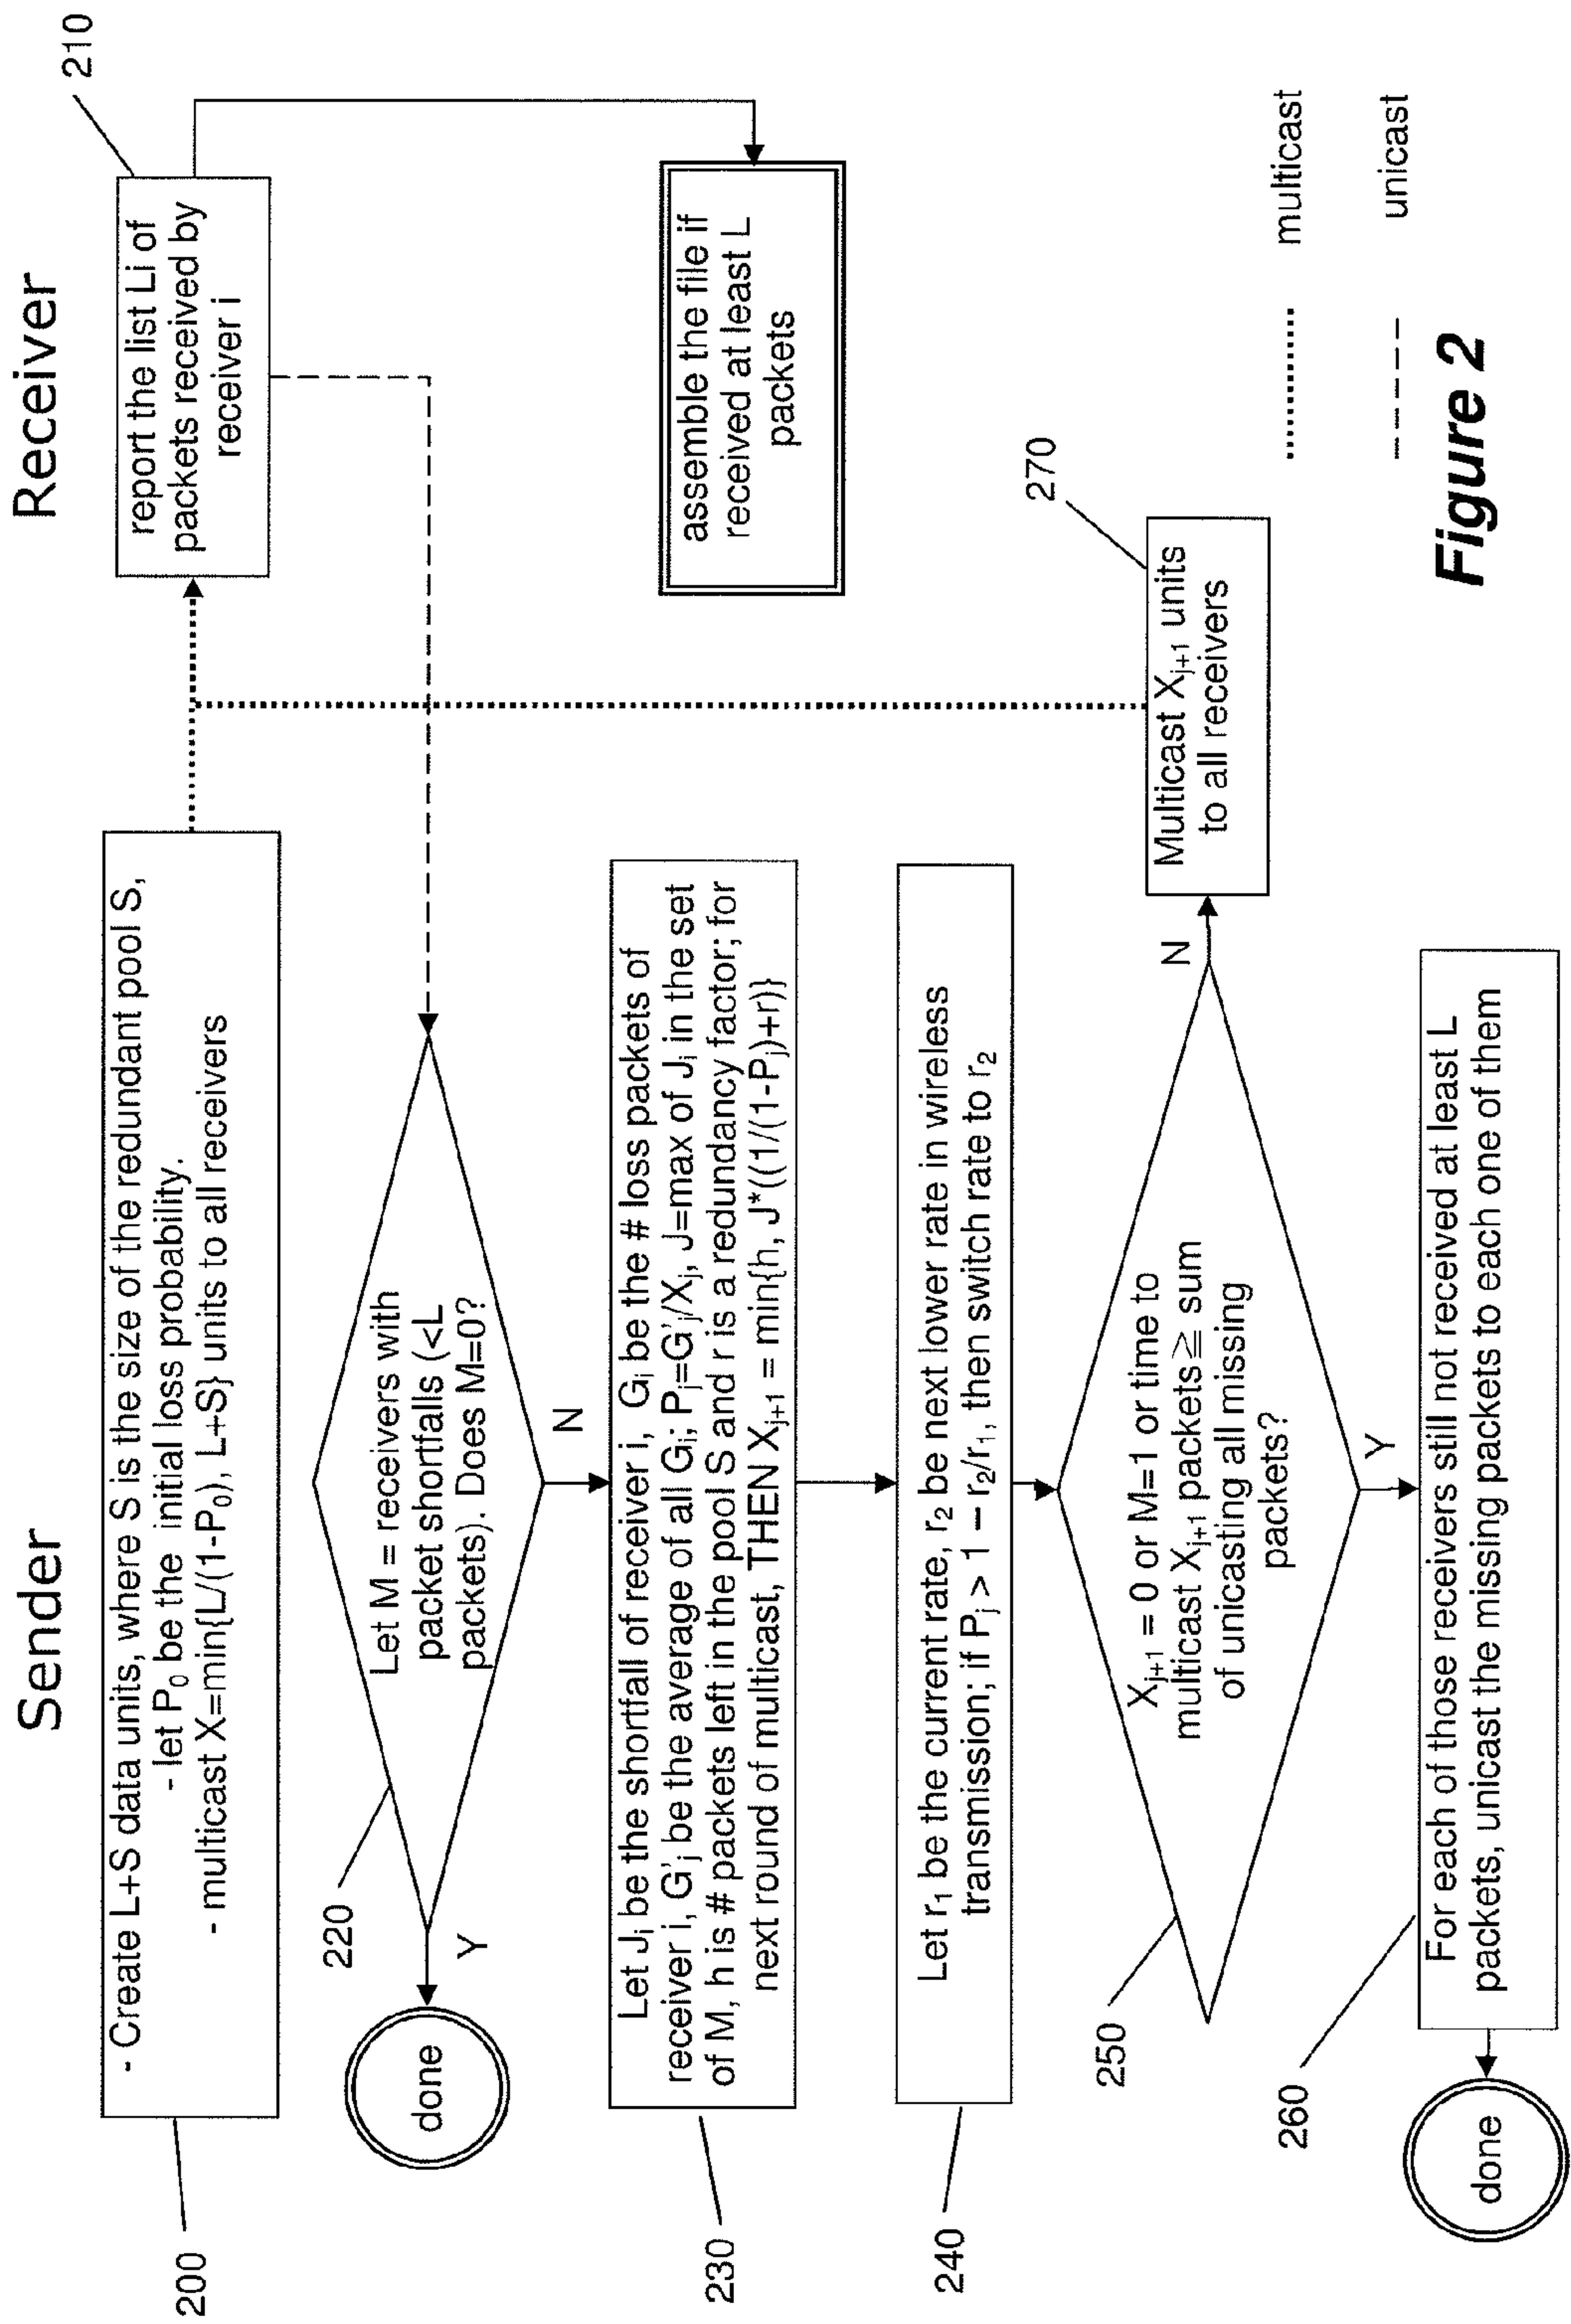 Sender
Receiver
200
- Create L+S data units, where S is the size of the redundant pool S,
- let P₀ be the initial loss probability.
- multicast X=min{L/(1-P₀), L+S} units to all receivers
210
report the list Li of
packets received by
receiver i
220
Let M = receivers with
packet shortfalls (<L
packets). Does M=0?
Y
done
N
assemble the file if
received at least L
packets
230
Let Jᵢ be the shortfall of receiver i, Gᵢ be the # loss packets of
receiver i, G'ⱼ be the average of all Gᵢ; Pⱼ=G'ⱼ/Xⱼ, J=max of Jᵢ in the set
of M, h is # packets left in the pool S and r is a redundancy factor; for
next round of multicast, THEN Xⱼ₊₁ = min{h, J*((1/(1-Pⱼ)+r)}
240
Let r₁ be the current rate, r₂ be next lower rate in wireless
transmission; if Pⱼ > 1 – r₂/r₁, then switch rate to r₂
250
Xⱼ₊₁ = 0 or M=1 or time to
multicast Xⱼ₊₁ packets≧ sum
of unicasting all missing
packets?
N
270
Multicast Xⱼ₊₁ units
to all receivers
Y
260
For each of those receivers still not received at least L
packets, unicast the missing packets to each one of them
done
multicast
unicast
Figure 2